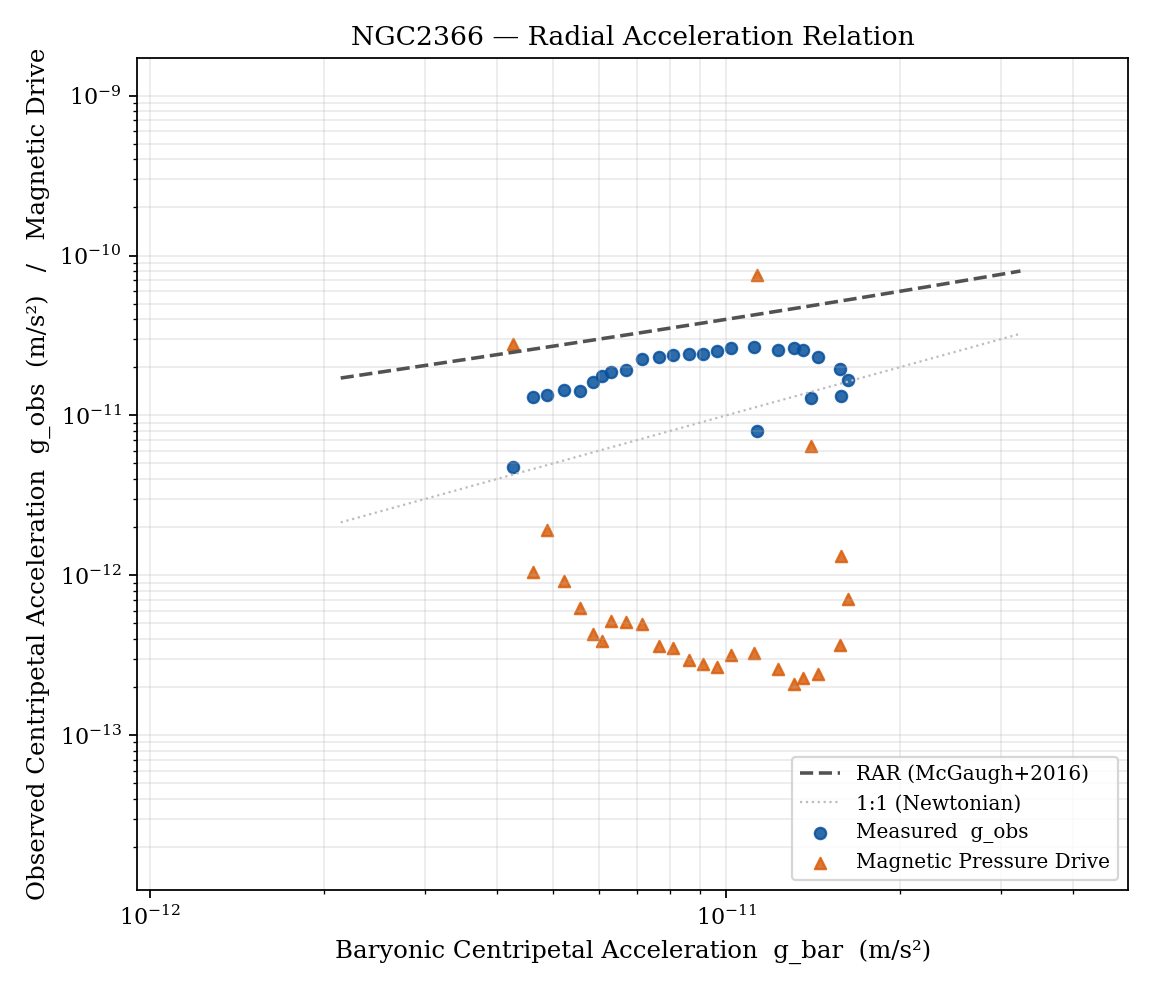 NGC2366 — Radial Acceleration Relation
Observed Centripetal Acceleration  g_obs  (m/s²)   /   Magnetic Drive
10⁻⁹
10⁻¹⁰
10⁻¹¹
10⁻¹²
10⁻¹³
10⁻¹²
10⁻¹¹
Baryonic Centripetal Acceleration  g_bar  (m/s²)
RAR (McGaugh+2016)
1:1 (Newtonian)
Measured  g_obs
Magnetic Pressure Drive